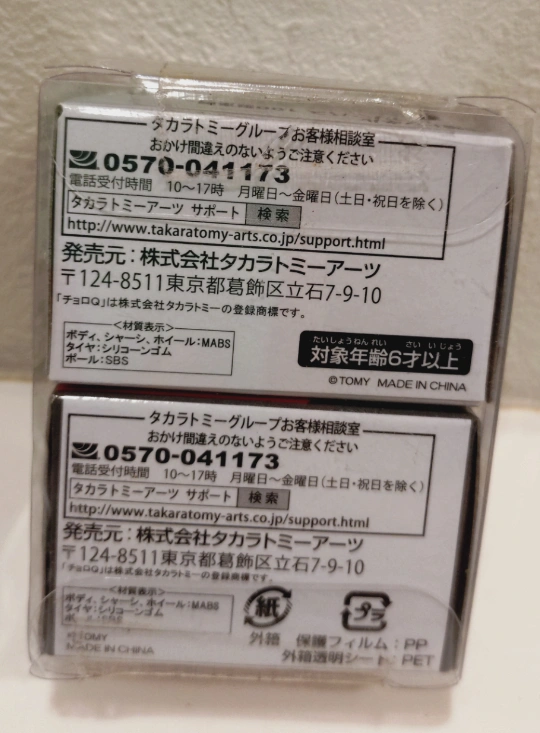 タカラトミーグループお客様相談室
おかけ間違えのないようご注意ください
0570-041173
電話受付時間 10～17時 月曜日～金曜日(土日・祝日を除く)
タカラトミーアーツ サポート 検索
http://www.takaratomy-arts.co.jp/support.html
発売元：株式会社タカラトミーアーツ
〒124-8511東京都葛飾区立石7-9-10
「チョロQ」は株式会社タカラトミーの登録商標です。
<材質表示>
ボディ、シャーシ、ホイール：MABS
タイヤ：シリコーンゴム
ポール：SBS
たいしょうねんれい さいいじょう
対象年齢6才以上
©TOMY MADE IN CHINA
タカラトミーグループお客様相談室
おかけ間違えのないようご注意ください
0570-041173
電話受付時間 10～17時 月曜日～金曜日(土日・祝日を除く)
タカラトミーアーツ サポート 検索
http://www.takaratomy-arts.co.jp/support.html
発売元：株式会社タカラトミーアーツ
〒124-8511東京都葛飾区立石7-9-10
「チョロQ」は株式会社タカラトミーの登録商標です。
<材質表示>
ボディ、シャーシ、ホイール：MABS
タイヤ：シリコーンゴム
ポール：SBS
©TOMY
MADE IN CHINA
紙
外箱
プラ
保護フィルム：PP
外箱透明シート：PET